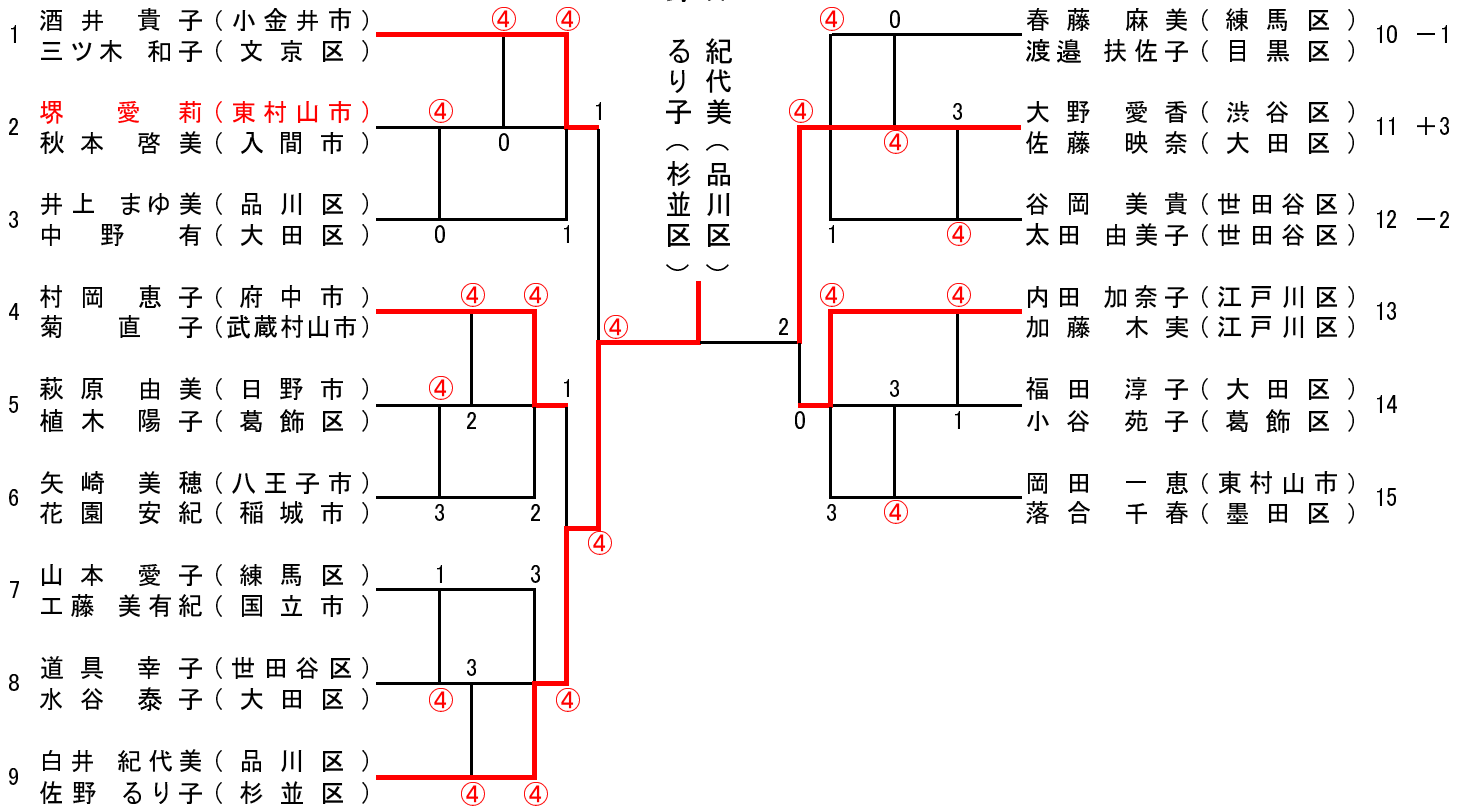 1 酒井 貴子(小金井市)
三ツ木 和子(文京区)
④ ④
2 堺 愛莉(東村山市)
秋本 啓美(入間市)
④ 0 1
3 井上 まゆ美(品川区)
中野 有(大田区)
0 1
4 村岡 恵子(府中市)
菊 直子(武蔵村山市)
④ ④
④
5 萩原 由美(日野市)
植木 陽子(葛飾区)
④ 2 1
6 矢崎 美穂(八王子市)
花園 安紀(稲城市)
3 2
④
7 山本 愛子(練馬区)
工藤 美有紀(国立市)
1 3
8 道具 幸子(世田谷区)
水谷 泰子(大田区)
3
④ ④
9 白井 紀代美(品川区)
佐野 るり子(杉並区)
④ ④
紀代美(品川区)
るり子(杉並区)
④ 0
春藤 麻美(練馬区) 10 −1
渡邉 扶佐子(目黒区)
④ 3
④
大野 愛香(渋谷区) 11 +3
佐藤 映奈(大田区)
谷岡 美貴(世田谷区) 12 −2
太田 由美子(世田谷区)
1 ④
④ ④
内田 加奈子(江戸川区) 13
加藤 木実(江戸川区)
2
3
福田 淳子(大田区) 14
小谷 苑子(葛飾区)
0 1
岡田 一恵(東村山市) 15
落合 千春(墨田区)
3 ④